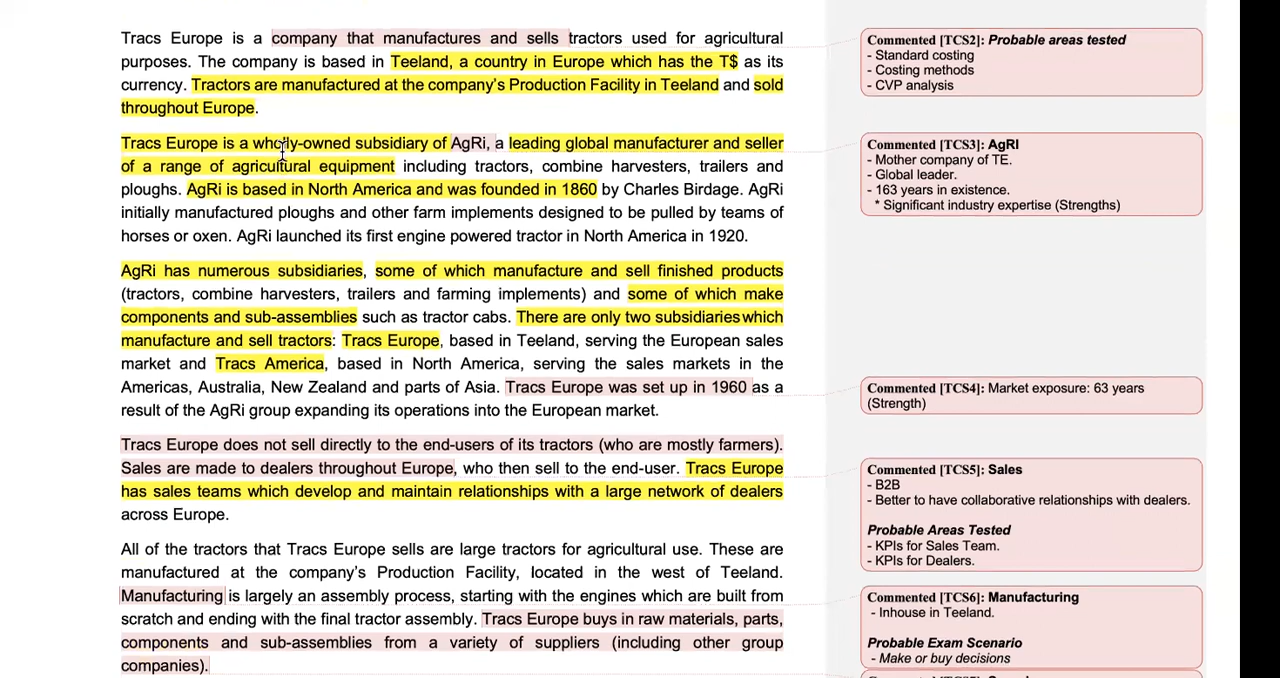 Tracs Europe is a company that manufactures and sells tractors used for agricultural
purposes. The company is based in Teeland, a country in Europe which has the T$ as its
currency. Tractors are manufactured at the company's Production Facility in Teeland and sold
throughout Europe.
Tracs Europe is a wholly-owned subsidiary of AgRi, a leading global manufacturer and seller
of a range of agricultural equipment including tractors, combine harvesters, trailers and
ploughs. AgRi is based in North America and was founded in 1860 by Charles Birdage. AgRi
initially manufactured ploughs and other farm implements designed to be pulled by teams of
horses or oxen. AgRi launched its first engine powered tractor in North America in 1920.
AgRi has numerous subsidiaries, some of which manufacture and sell finished products
(tractors, combine harvesters, trailers and farming implements) and some of which make
components and sub-assemblies such as tractor cabs. There are only two subsidiaries which
manufacture and sell tractors: Tracs Europe, based in Teeland, serving the European sales
market and Tracs America, based in North America, serving the sales markets in the
Americas, Australia, New Zealand and parts of Asia. Tracs Europe was set up in 1960 as a
result of the AgRi group expanding its operations into the European market.
Tracs Europe does not sell directly to the end-users of its tractors (who are mostly farmers).
Sales are made to dealers throughout Europe, who then sell to the end-user. Tracs Europe
has sales teams which develop and maintain relationships with a large network of dealers
across Europe.
All of the tractors that Tracs Europe sells are large tractors for agricultural use. These are
manufactured at the company's Production Facility, located in the west of Teeland.
Manufacturing is largely an assembly process, starting with the engines which are built from
scratch and ending with the final tractor assembly. Tracs Europe buys in raw materials, parts,
components and sub-assemblies from a variety of suppliers (including other group
companies).
Commented [TCS2]: Probable areas tested
- Standard costing
- Costing methods
- CVP analysis
Commented [TCS3]: AgRI
- Mother company of TE.
- Global leader.
- 163 years in existence.
* Significant industry expertise (Strengths)
Commented [TCS4]: Market exposure: 63 years
(Strength)
Commented [TCS5]: Sales
- B2B
- Better to have collaborative relationships with dealers.
Probable Areas Tested
- KPIs for Sales Team.
- KPIs for Dealers.
Commented [TCS6]: Manufacturing
- Inhouse in Teeland.
Probable Exam Scenario
- Make or buy decisions